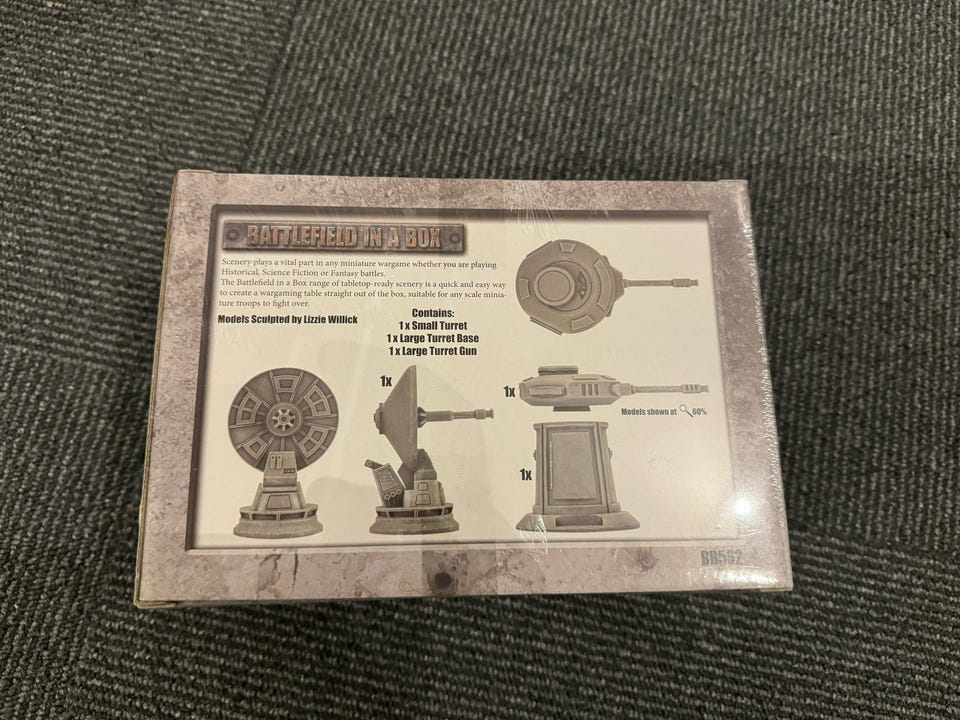 BATTLEFIELD IN A BOX
Scenery plays a vital part in any miniature wargame whether you are playing
Historical, Science Fiction or Fantasy battles.
The Battlefield in a Box range of tabletop-ready scenery is a quick and easy way
to create a wargaming table straight out of the box, suitable for any scale minia-
ture troops to fight over.
Models Sculpted by Lizzie Willick
Contains:
1 x Small Turret
1 x Large Turret Base
1 x Large Turret Gun
1x
1x
Models shown at 60%
1x
BB562